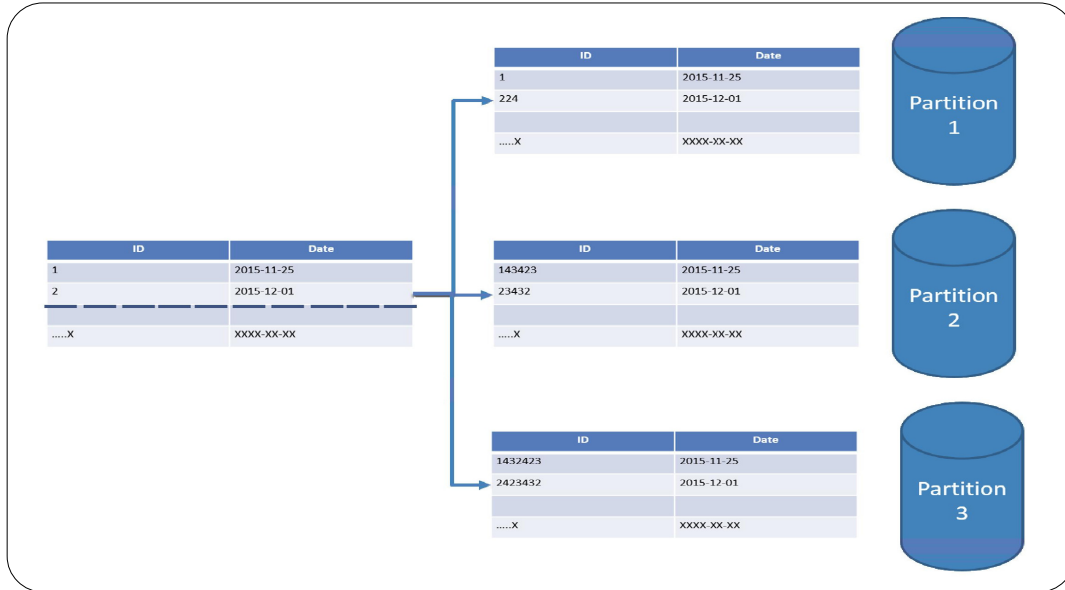 ID Date
1 2015-11-25
224 2015-12-01
.....X XXXX-XX-XX
Partition
1
ID Date
1 2015-11-25
2 2015-12-01
.....X XXXX-XX-XX
ID Date
143423 2015-11-25
23432 2015-12-01
.....X XXXX-XX-XX
Partition
2
ID Date
1432423 2015-11-25
2423432 2015-12-01
.....X XXXX-XX-XX
Partition
3